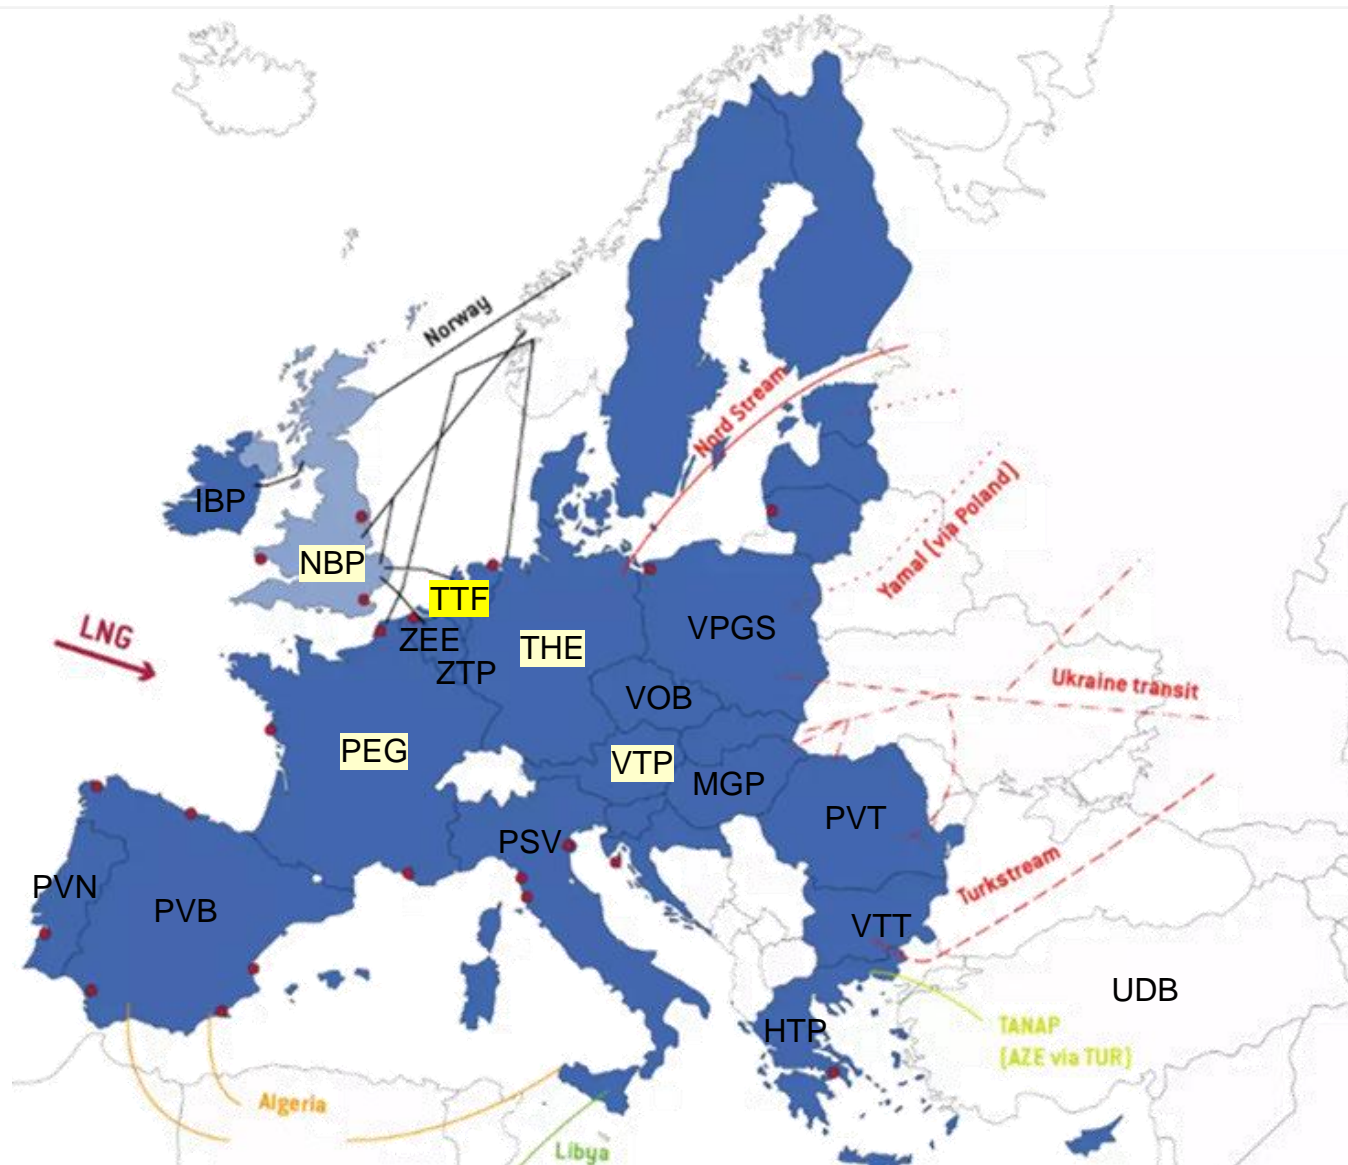 Norway
Nord Stream
IBP
Yamal (via Poland)
NBP
TTF
LNG
ZEE
THE
VPGS
ZTP
VOB
Ukraine transit
PEG
VTP
MGP
PVT
PSV
Turkstream
PVN
PVB
VTT
UDB
HTP
TANAP
(AZE via TUR)
Algeria
Libya